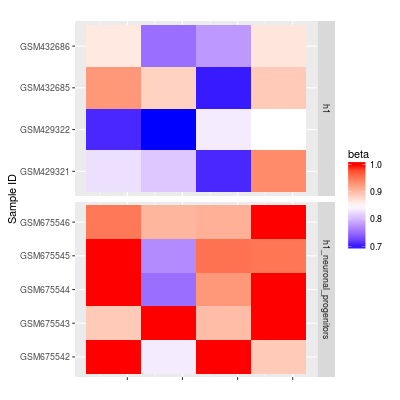 GSM432686
GSM432685
GSM429322
GSM429321
h1
GSM675546
GSM675545
GSM675544
GSM675543
GSM675542
h1_neuronal_progenitors
Sample ID
beta
1.0
0.9
0.8
0.7